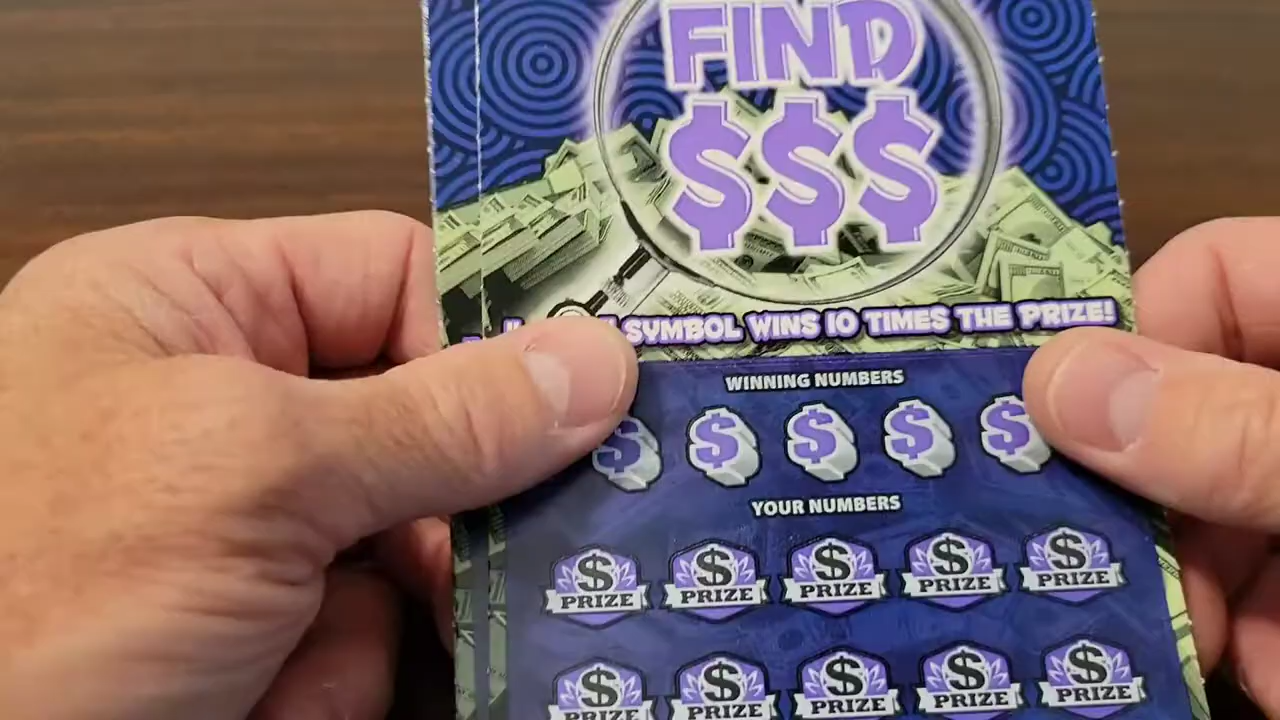 FIND
$$$
SYMBOL WINS 10 TIMES THE PRIZE!
WINNING NUMBERS
$ $ $ $ $
YOUR NUMBERS
$ $ $ $ $
PRIZE PRIZE PRIZE PRIZE PRIZE
$ $ $ $ $
PRIZE PRIZE PRIZE PRIZE PRIZE